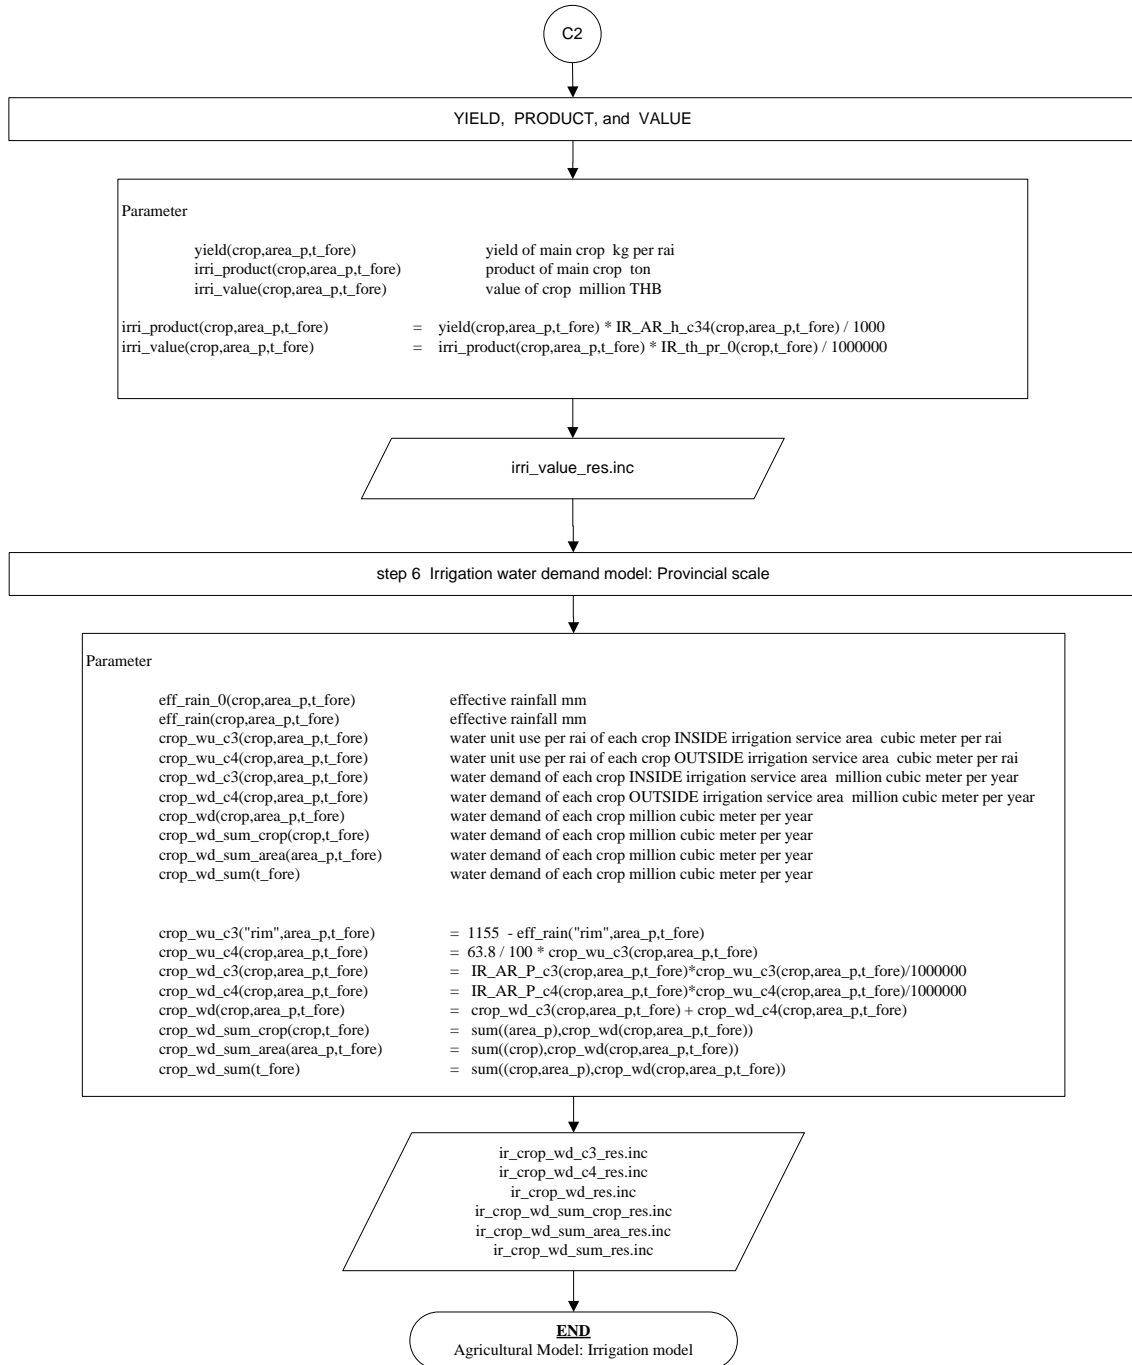 C2
YIELD, PRODUCT, and VALUE
Parameter
yield(crop,area_p,t_fore) yield of main crop kg per rai
irri_product(crop,area_p,t_fore) product of main crop ton
irri_value(crop,area_p,t_fore) value of crop million THB
irri_product(crop,area_p,t_fore) = yield(crop,area_p,t_fore) * IR_AR_h_c34(crop,area_p,t_fore) / 1000
irri_value(crop,area_p,t_fore) = irri_product(crop,area_p,t_fore) * IR_th_pr_0(crop,t_fore) / 1000000
irri_value_res.inc
step 6 Irrigation water demand model: Provincial scale
Parameter
eff_rain_0(crop,area_p,t_fore) effective rainfall mm
eff_rain(crop,area_p,t_fore) effective rainfall mm
crop_wu_c3(crop,area_p,t_fore) water unit use per rai of each crop INSIDE irrigation service area cubic meter per rai
crop_wu_c4(crop,area_p,t_fore) water unit use per rai of each crop OUTSIDE irrigation service area cubic meter per rai
crop_wd_c3(crop,area_p,t_fore) water demand of each crop INSIDE irrigation service area million cubic meter per year
crop_wd_c4(crop,area_p,t_fore) water demand of each crop OUTSIDE irrigation service area million cubic meter per year
crop_wd(crop,area_p,t_fore) water demand of each crop million cubic meter per year
crop_wd_sum_crop(crop,t_fore) water demand of each crop million cubic meter per year
crop_wd_sum_area(area_p,t_fore) water demand of each crop million cubic meter per year
crop_wd_sum(t_fore) water demand of each crop million cubic meter per year
crop_wu_c3("rim",area_p,t_fore) = 1155 - eff_rain("rim",area_p,t_fore)
crop_wu_c4(crop,area_p,t_fore) = 63.8 / 100 * crop_wu_c3(crop,area_p,t_fore)
crop_wd_c3(crop,area_p,t_fore) = IR_AR_P_c3(crop,area_p,t_fore)*crop_wu_c3(crop,area_p,t_fore)/1000000
crop_wd_c4(crop,area_p,t_fore) = IR_AR_P_c4(crop,area_p,t_fore)*crop_wu_c4(crop,area_p,t_fore)/1000000
crop_wd(crop,area_p,t_fore) = crop_wd_c3(crop,area_p,t_fore) + crop_wd_c4(crop,area_p,t_fore)
crop_wd_sum_crop(crop,t_fore) = sum((area_p),crop_wd(crop,area_p,t_fore))
crop_wd_sum_area(area_p,t_fore) = sum((crop),crop_wd(crop,area_p,t_fore))
crop_wd_sum(t_fore) = sum((crop,area_p),crop_wd(crop,area_p,t_fore))
ir_crop_wd_c3_res.inc
ir_crop_wd_c4_res.inc
ir_crop_wd_res.inc
ir_crop_wd_sum_crop_res.inc
ir_crop_wd_sum_area_res.inc
ir_crop_wd_sum_res.inc
END
Agricultural Model: Irrigation model